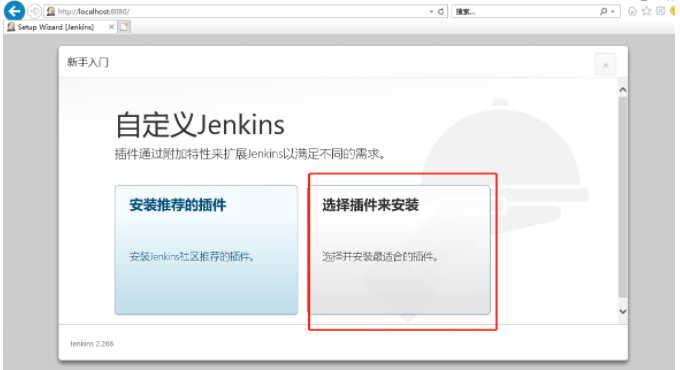 http://localhost:8080/
搜索...
Setup Wizard [Jenkins]
新手入门
自定义Jenkins
插件通过附加特性来扩展Jenkins以满足不同的需求。
安装推荐的插件
选择插件来安装
安装Jenkins社区推荐的插件。
选择并安装最适合的插件。
Jenkins 2.266